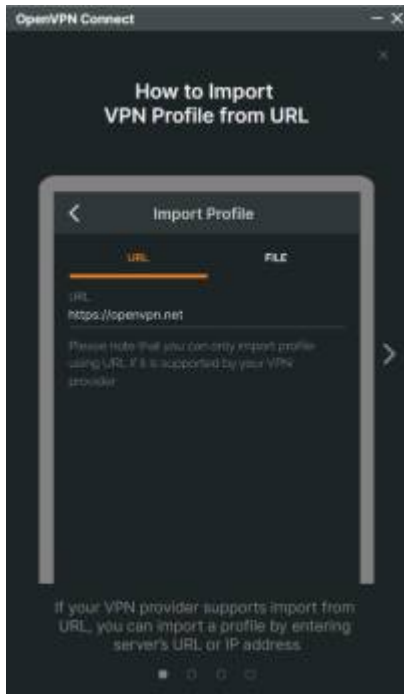 OpenVPN Connect
How to Import
VPN Profile from URL
Import Profile
URL
FILE
URL
https://openvpn.net
Please note that you can only import profile
using URL if it is supported by your VPN
provider
If your VPN provider supports import from
URL, you can import a profile by entering
server's URL or IP address